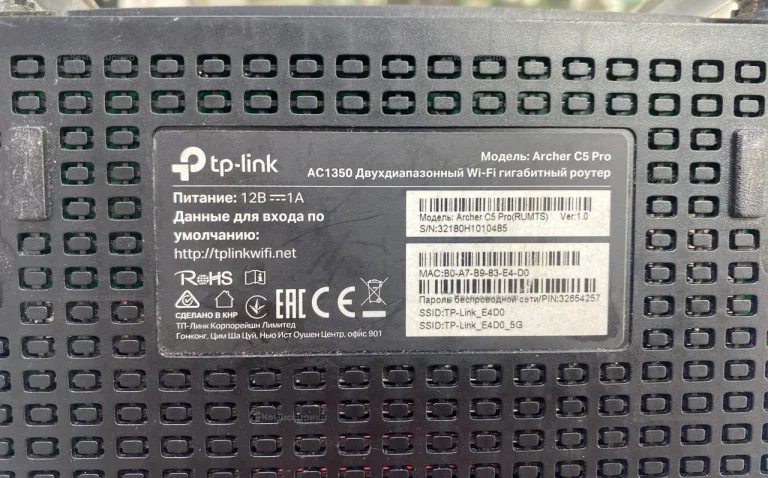 tp-link
Модель: Archer C5 Pro
AC1350 Двухдиапазонный Wi-Fi гигабитный роутер
Питание: 12В⎓1А
Данные для входа по
умолчанию:
http://tplinkwifi.net
RoHS
СДЕЛАНО В КНР
ТП-Линк Корпорейшн Лимитед
Гонконг, Цим Ша Цуй, Нью Ист Оушен Центр, офис 901
EAC CE
Модель: Archer C5 Pro(RUMTS) Ver:1.0
S/N:32180H1010485
MAC:B0-A7-B9-83-E4-D0
Пароль беспроводной сети/PIN:32654257
SSID:TP-Link_E4D0
SSID:TP-Link_E4D0_5G